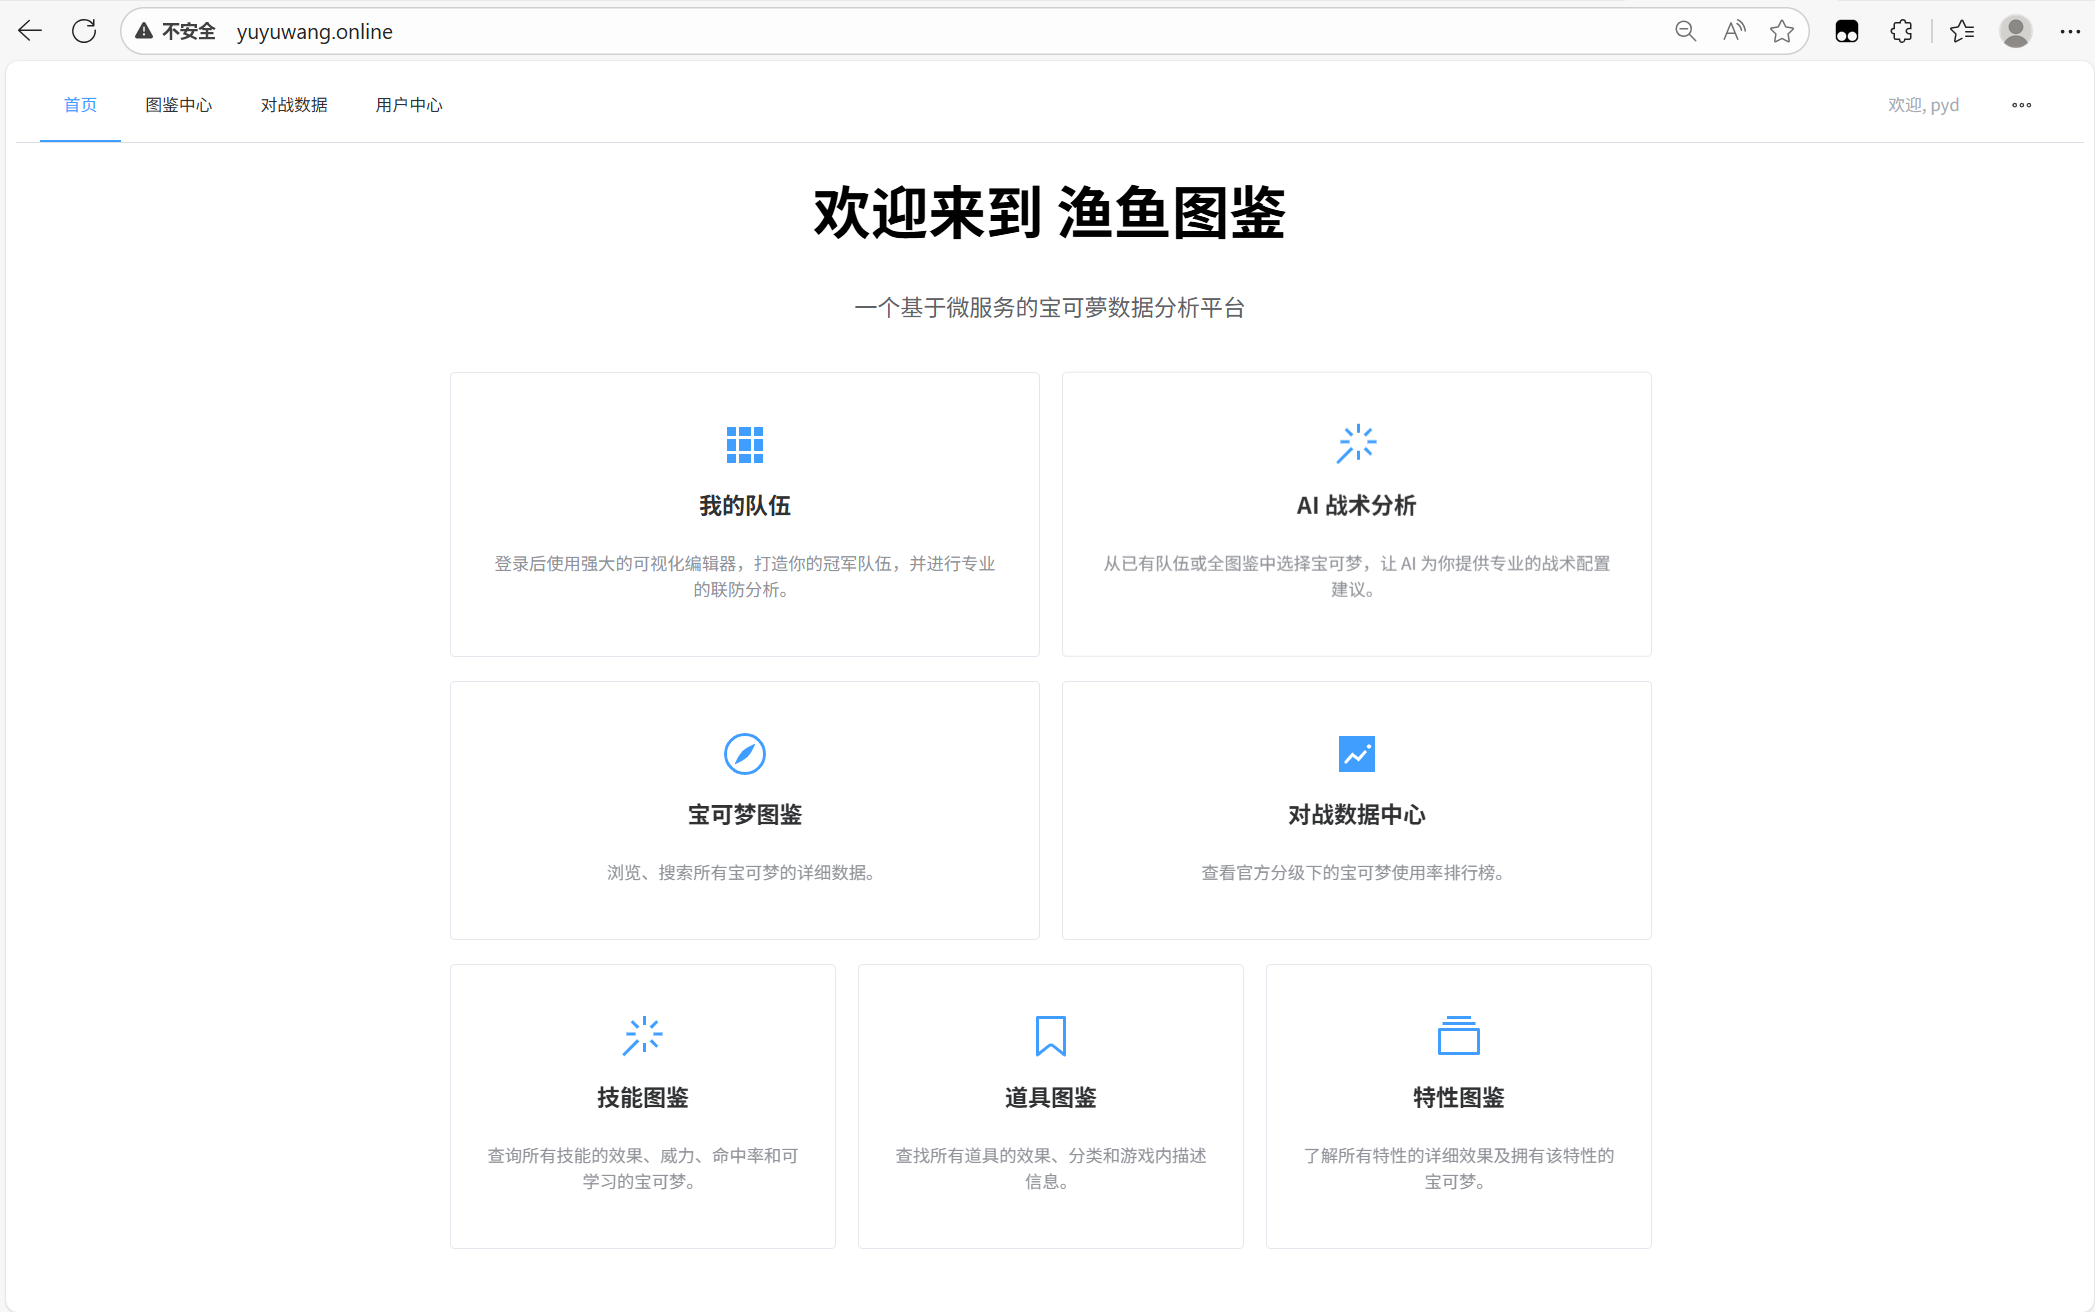 不安全 yuyuwang.online
首页 图鉴中心 对战数据 用户中心 欢迎, pyd
欢迎来到 渔鱼图鉴
一个基于微服务的宝可夢数据分析平台
我的队伍
登录后使用强大的可视化编辑器，打造你的冠军队伍，并进行专业
的联防分析。
AI 战术分析
从已有队伍或全图鉴中选择宝可梦，让 AI 为你提供专业的战术配置
建议。
宝可梦图鉴
浏览、搜索所有宝可梦的详细数据。
对战数据中心
查看官方分级下的宝可梦使用率排行榜。
技能图鉴
查询所有技能的效果、威力、命中率和可
学习的宝可梦。
道具图鉴
查找所有道具的效果、分类和游戏内描述
信息。
特性图鉴
了解所有特性的详细效果及拥有该特性的
宝可梦。